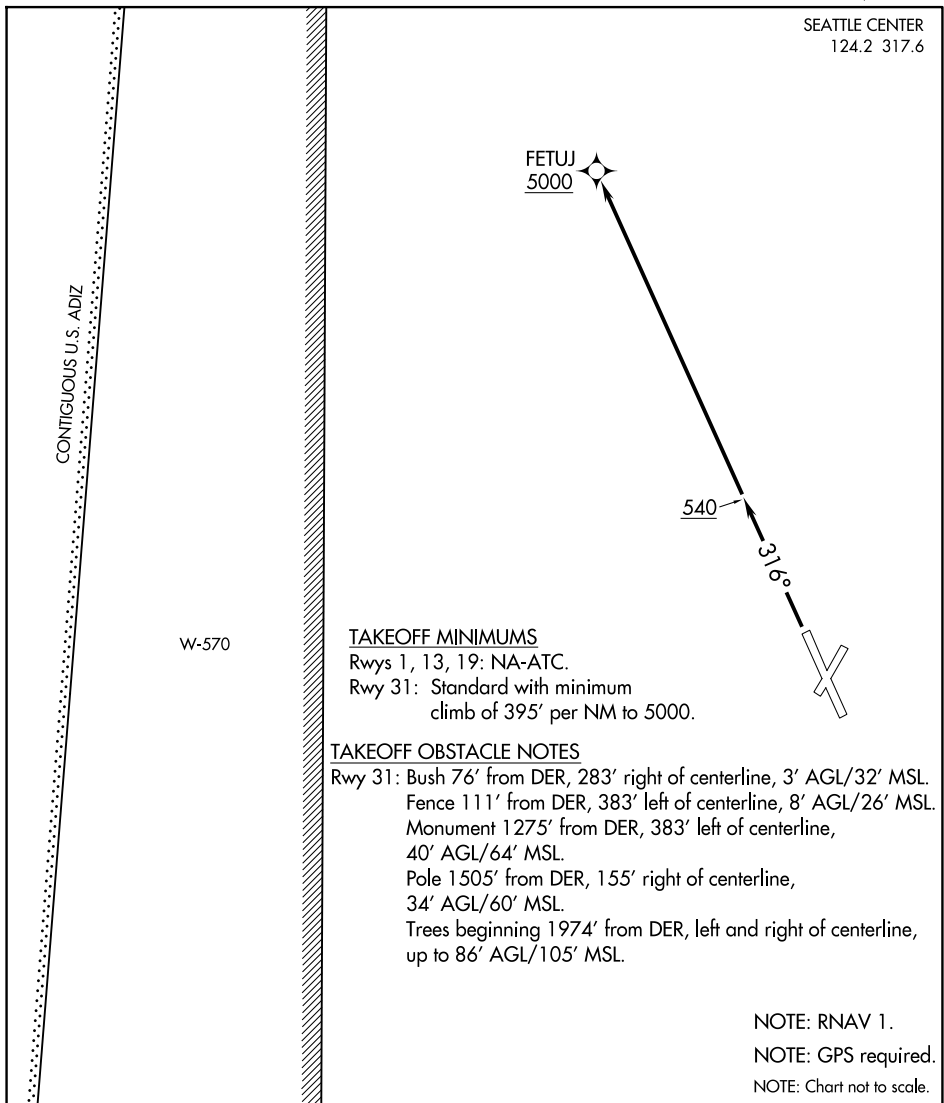 SEATTLE CENTER
124.2 317.6
FETUJ
5000
CONTIGUOUS U.S. ADIZ
540
316°
W-570
TAKEOFF MINIMUMS
Rwys 1, 13, 19: NA-ATC.
Rwy 31: Standard with minimum
climb of 395' per NM to 5000.
TAKEOFF OBSTACLE NOTES
Rwy 31: Bush 76' from DER, 283' right of centerline, 3' AGL/32' MSL.
Fence 111' from DER, 383' left of centerline, 8' AGL/26' MSL.
Monument 1275' from DER, 383' left of centerline,
40' AGL/64' MSL.
Pole 1505' from DER, 155' right of centerline,
34' AGL/60' MSL.
Trees beginning 1974' from DER, left and right of centerline,
up to 86' AGL/105' MSL.
NOTE: RNAV 1.
NOTE: GPS required.
NOTE: Chart not to scale.